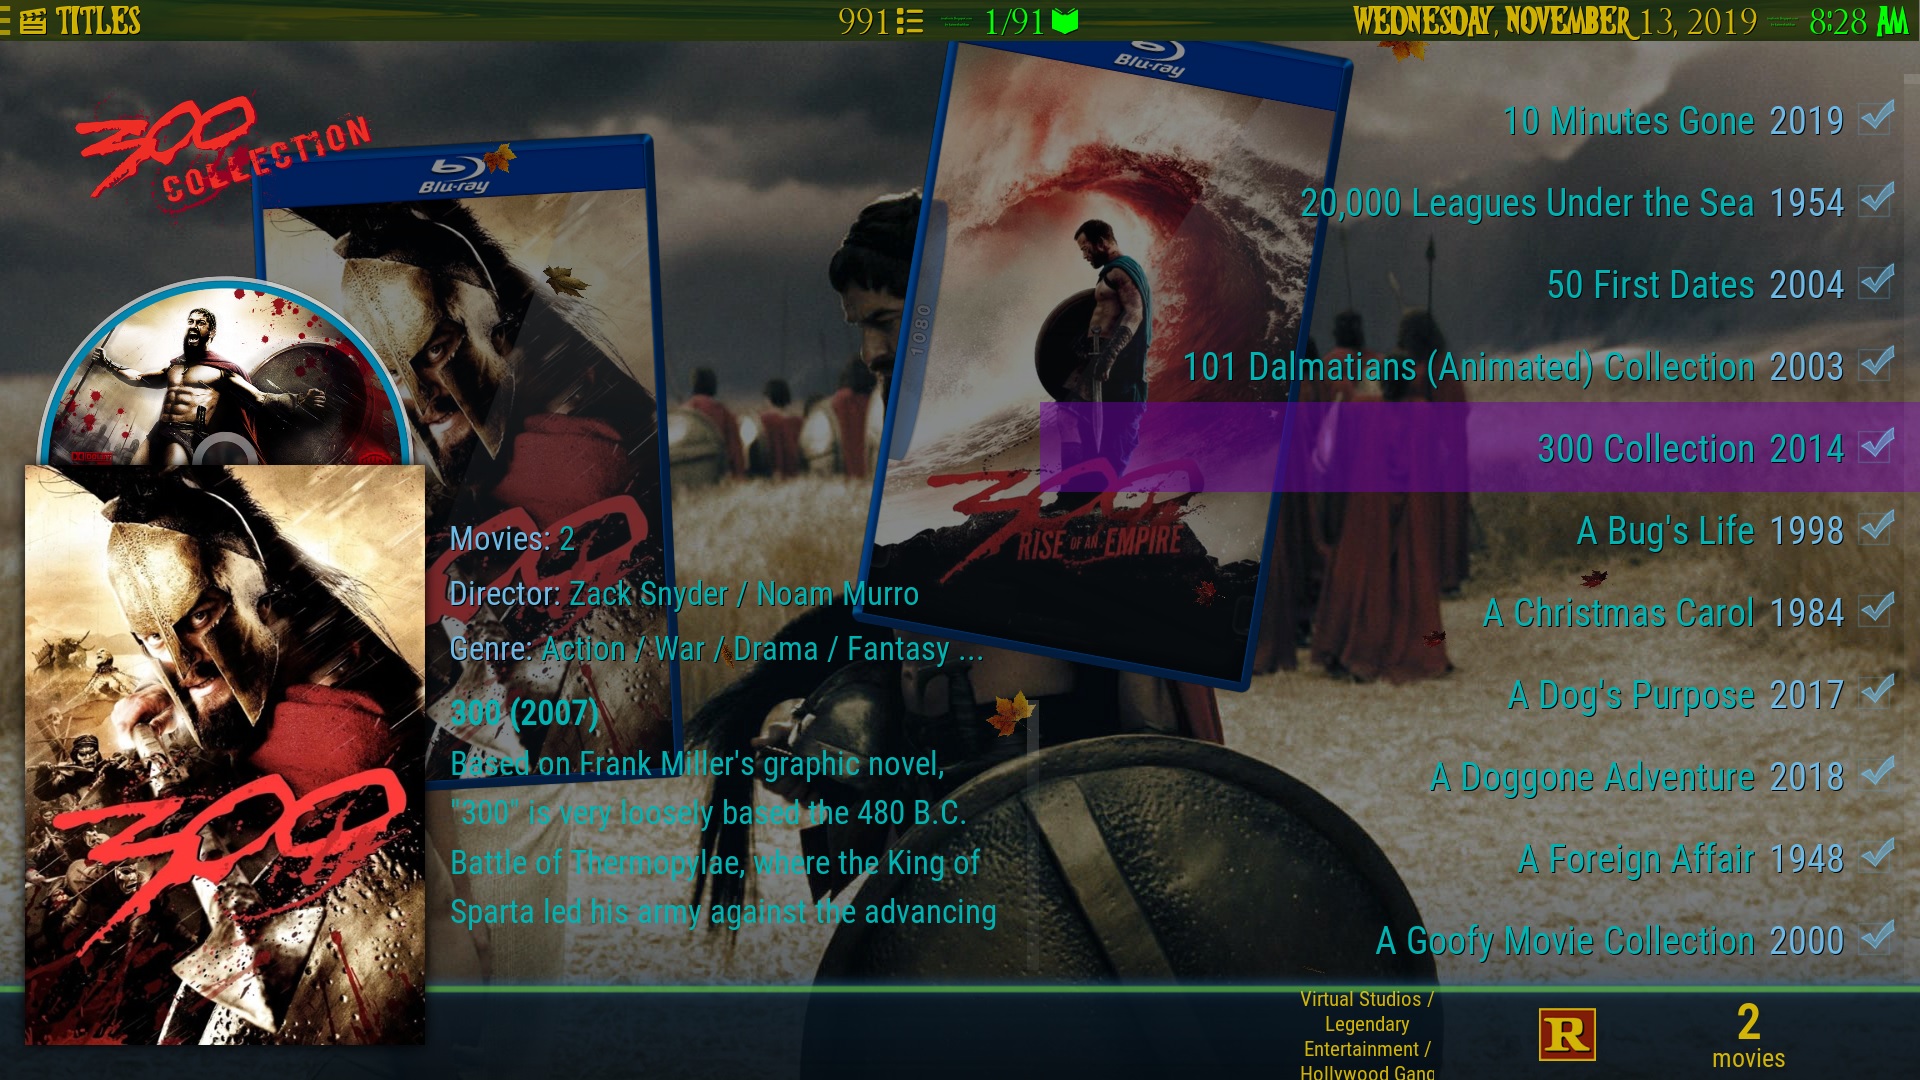 TITLES
991
1/91
WEDNESDAY, NOVEMBER 13, 2019
8:28 AM
300
COLLECTION
Blu-ray
Blu-ray
1080
300
RISE OF AN EMPIRE
300
300
10 Minutes Gone 2019
20,000 Leagues Under the Sea 1954
50 First Dates 2004
101 Dalmatians (Animated) Collection 2003
300 Collection 2014
A Bug's Life 1998
A Christmas Carol 1984
A Dog's Purpose 2017
A Doggone Adventure 2018
A Foreign Affair 1948
A Goofy Movie Collection 2000
Movies: 2
Director: Zack Snyder / Noam Murro
Genre: Action / War / Drama / Fantasy ...
300 (2007)
Based on Frank Miller's graphic novel,
"300" is very loosely based the 480 B.C.
Battle of Thermopylae, where the King of
Sparta led his army against the advancing
Virtual Studios /
Legendary
Entertainment /
Hollywood Gang
R
2
movies